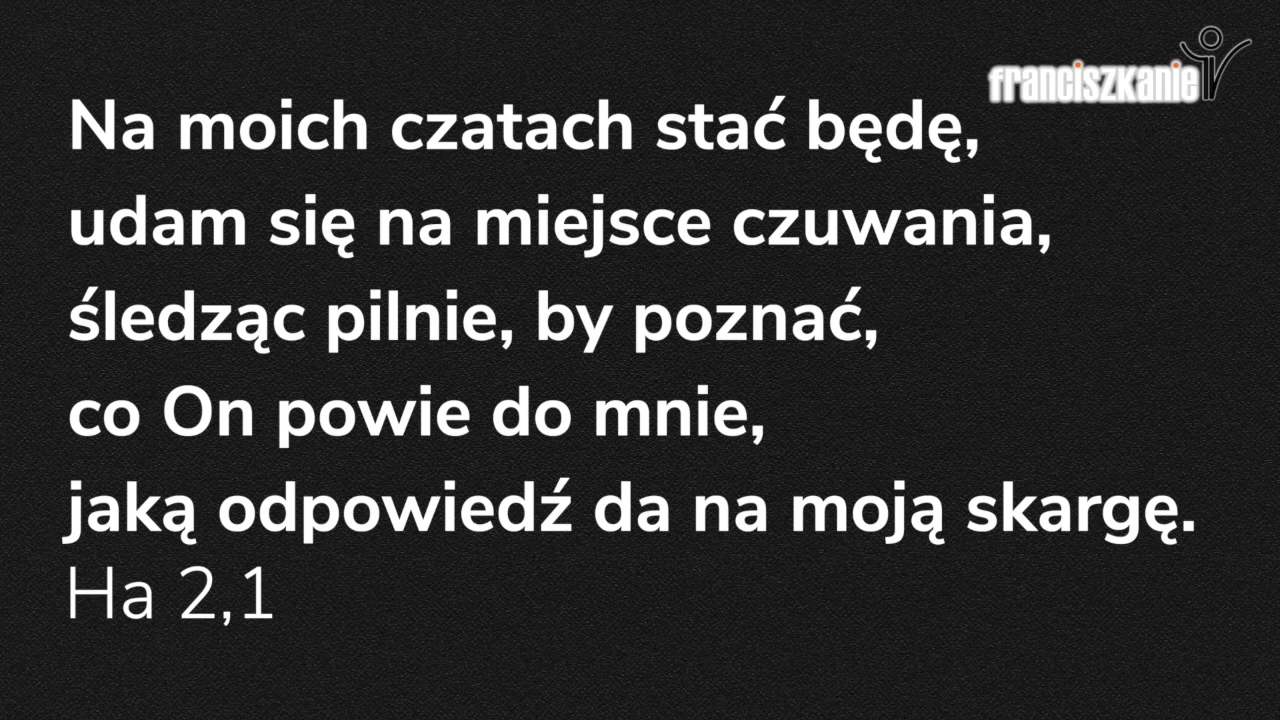 franciszkanie TV
Na moich czatach stać będę,
udam się na miejsce czuwania,
śledząc pilnie, by poznać,
co On powie do mnie,
jaką odpowiedź da na moją skargę.
Ha 2,1